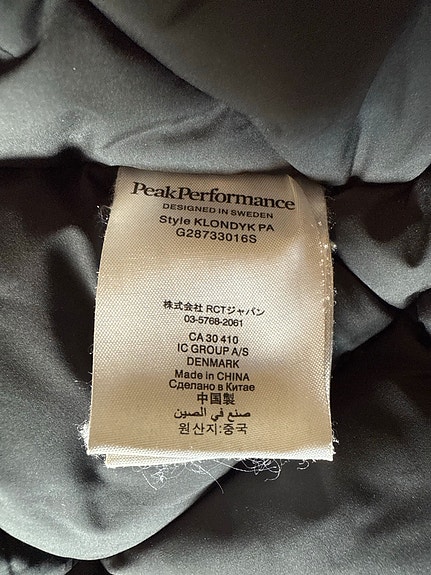 PeakPerformance
DESIGNED IN SWEDEN
Style KLONDYK PA
G28733016S
株式会社 RCTジャパン
03-5768-2061
CA 30 410
IC GROUP A/S
DENMARK
Made in CHINA
Сделано в Китае
中国製
صنع في الصين
원산지:중국